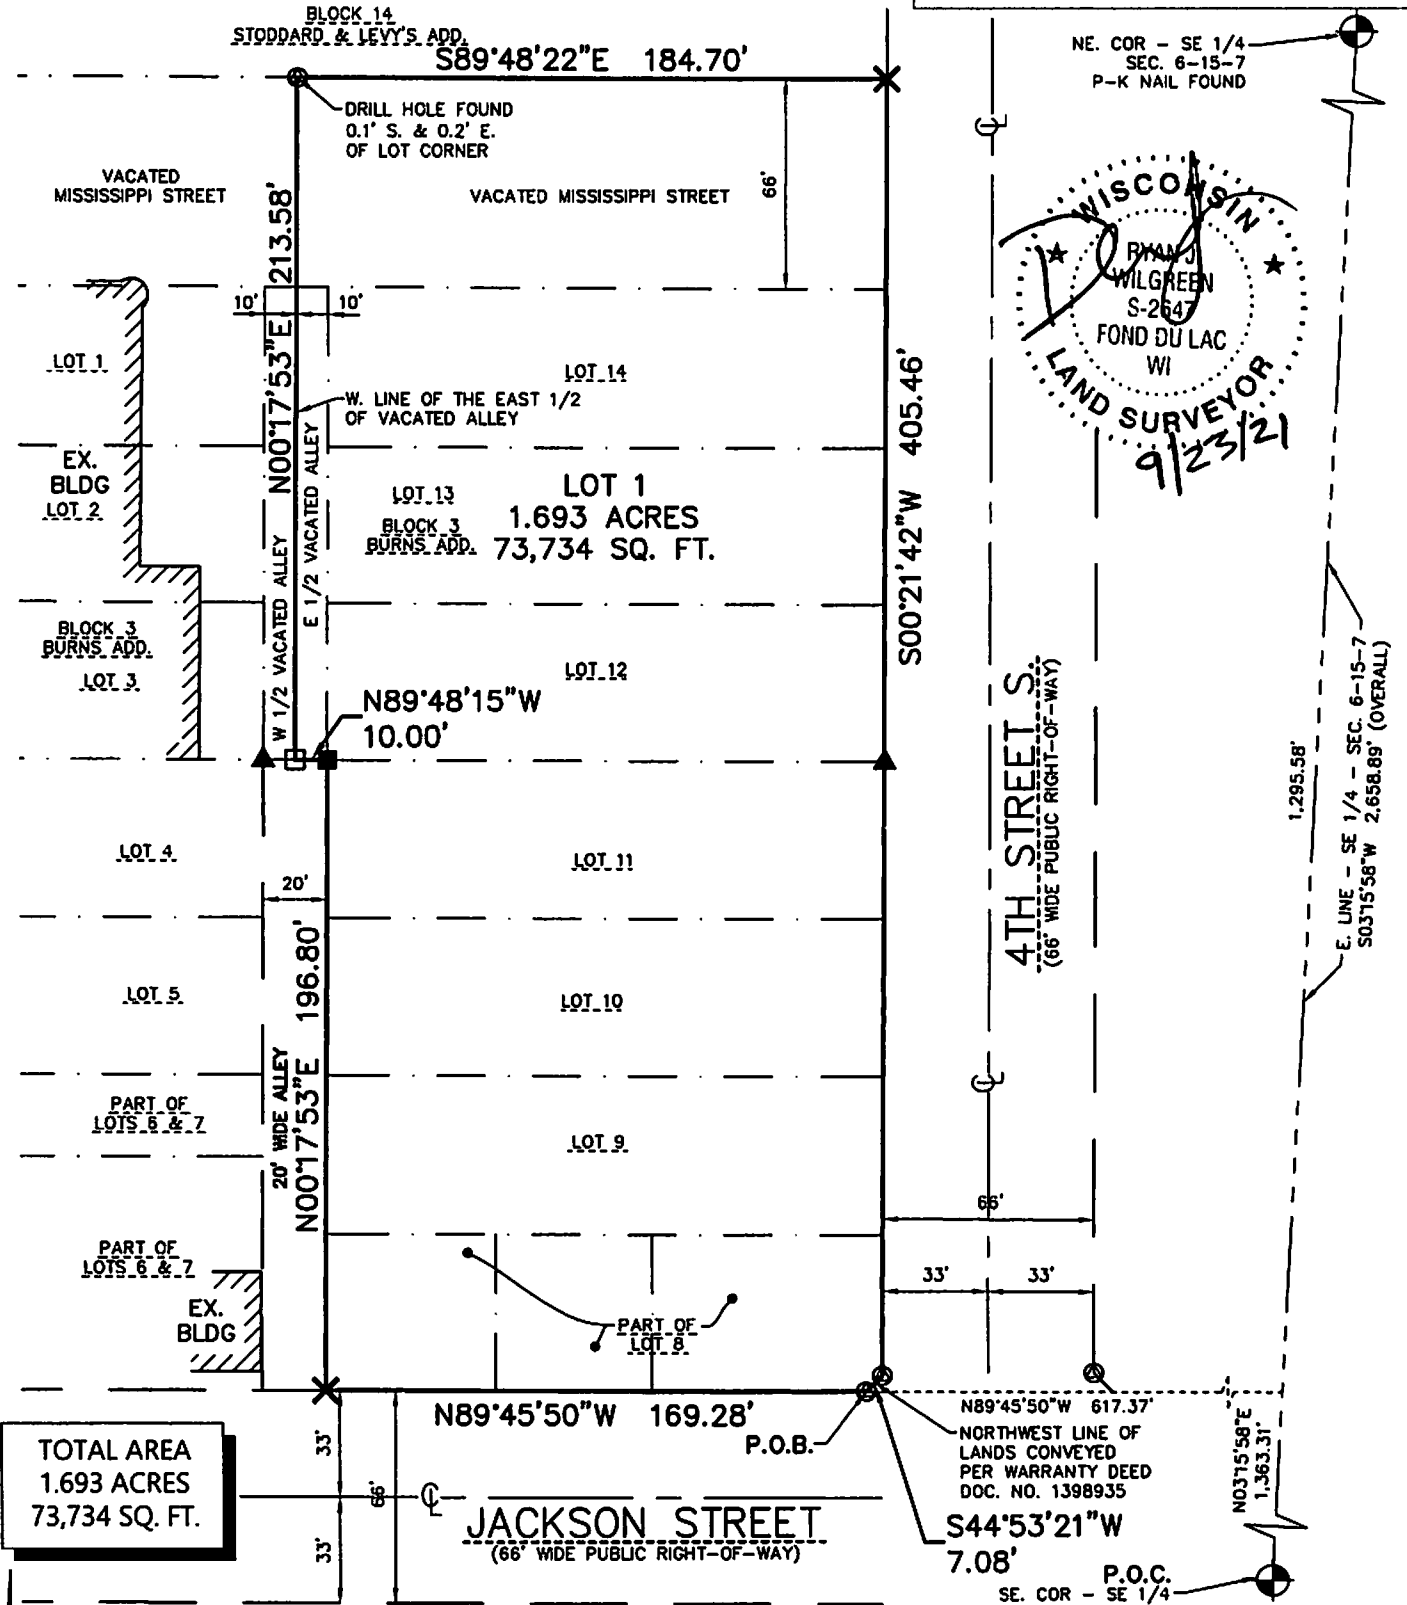 BLOCK 14
STODDARD & LEVY'S ADD.
S89°48'22"E 184.70'
NE. COR - SE 1/4
SEC. 6-15-7
P-K NAIL FOUND
DRILL HOLE FOUND
0.1' S. & 0.2' E.
OF LOT CORNER
VACATED
MISSISSIPPI STREET
VACATED MISSISSIPPI STREET
66'
CL
WISCONSIN
RYAN J.
WILGREEN
S-2647
FOND DU LAC
WI
LAND SURVEYOR
9/23/21
N00°17'53"E 213.58'
10'
10'
LOT 1
LOT 14
W. LINE OF THE EAST 1/2
OF VACATED ALLEY
EX.
BLDG
LOT 2
LOT 13
BLOCK 3
BURNS ADD.
LOT 1
1.693 ACRES
73,734 SQ. FT.
W 1/2 VACATED ALLEY
E 1/2 VACATED ALLEY
S00°21'42"W 405.46'
BLOCK 3
BURNS ADD.
LOT 3
LOT 12
N89°48'15"W
10.00'
4TH STREET S.
(66' WIDE PUBLIC RIGHT-OF-WAY)
1,295.58'
E. LINE - SE 1/4 - SEC. 6-15-7
S03°15'58"W 2,658.89' (OVERALL)
LOT 4
LOT 11
20'
LOT 5
LOT 10
20' WIDE ALLEY
N00°17'53"E 196.80'
CL
PART OF
LOTS 6 & 7
LOT 9
66'
PART OF
LOTS 6 & 7
33'
33'
EX.
BLDG
PART OF
LOT 8
N89°45'50"W 169.28'
P.O.B.
N89°45'50"W 617.37'
NORTHWEST LINE OF
LANDS CONVEYED
PER WARRANTY DEED
DOC. NO. 1398935
N03°15'58"E
1,363.31'
TOTAL AREA
1.693 ACRES
73,734 SQ. FT.
33'
66'
33'
CL
JACKSON STREET
(66' WIDE PUBLIC RIGHT-OF-WAY)
S44°53'21"W
7.08'
P.O.C.
SE. COR - SE 1/4